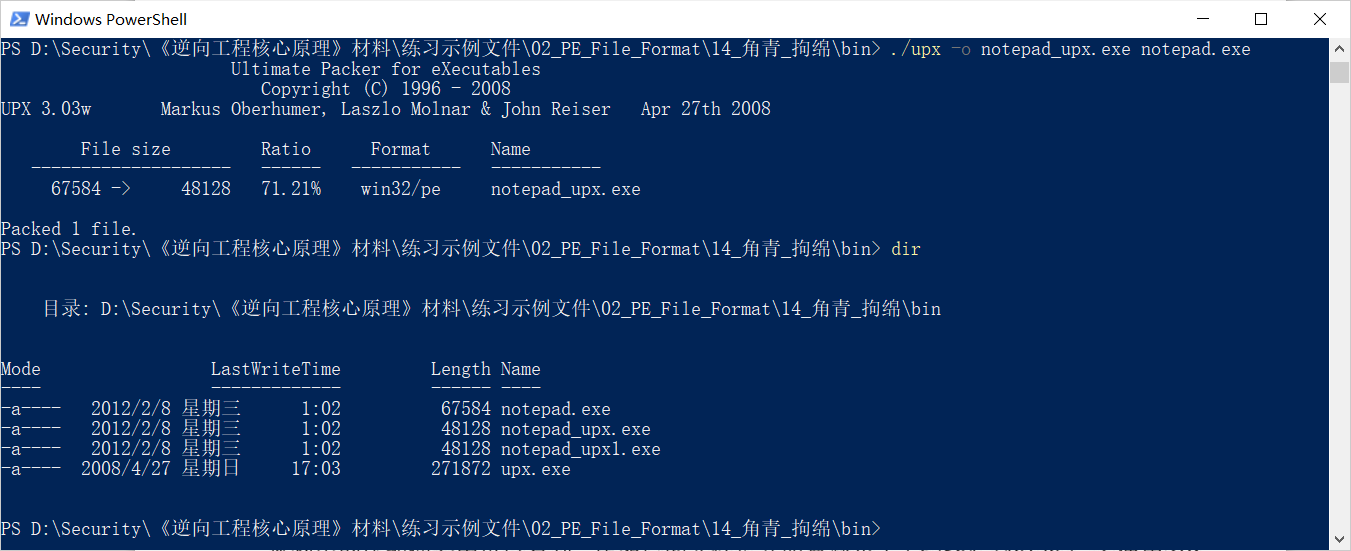 Windows PowerShell
PS D:\Security\《逆向工程核心原理》材料\练习示例文件\02_PE_File_Format\14_角青_拘绵\bin> ./upx -o notepad_upx.exe notepad.exe
Ultimate Packer for eXecutables
Copyright (C) 1996 - 2008
UPX 3.03w Markus Oberhumer, Laszlo Molnar & John Reiser Apr 27th 2008
File size Ratio Format Name
-------------------- ------ ----------- -----------
67584 -> 48128 71.21% win32/pe notepad_upx.exe
Packed 1 file.
PS D:\Security\《逆向工程核心原理》材料\练习示例文件\02_PE_File_Format\14_角青_拘绵\bin> dir
目录: D:\Security\《逆向工程核心原理》材料\练习示例文件\02_PE_File_Format\14_角青_拘绵\bin
Mode LastWriteTime Length Name
---- ------------- ------ ----
-a---- 2012/2/8 星期三 1:02 67584 notepad.exe
-a---- 2012/2/8 星期三 1:02 48128 notepad_upx.exe
-a---- 2012/2/8 星期三 1:02 48128 notepad_upx1.exe
-a---- 2008/4/27 星期日 17:03 271872 upx.exe
PS D:\Security\《逆向工程核心原理》材料\练习示例文件\02_PE_File_Format\14_角青_拘绵\bin>